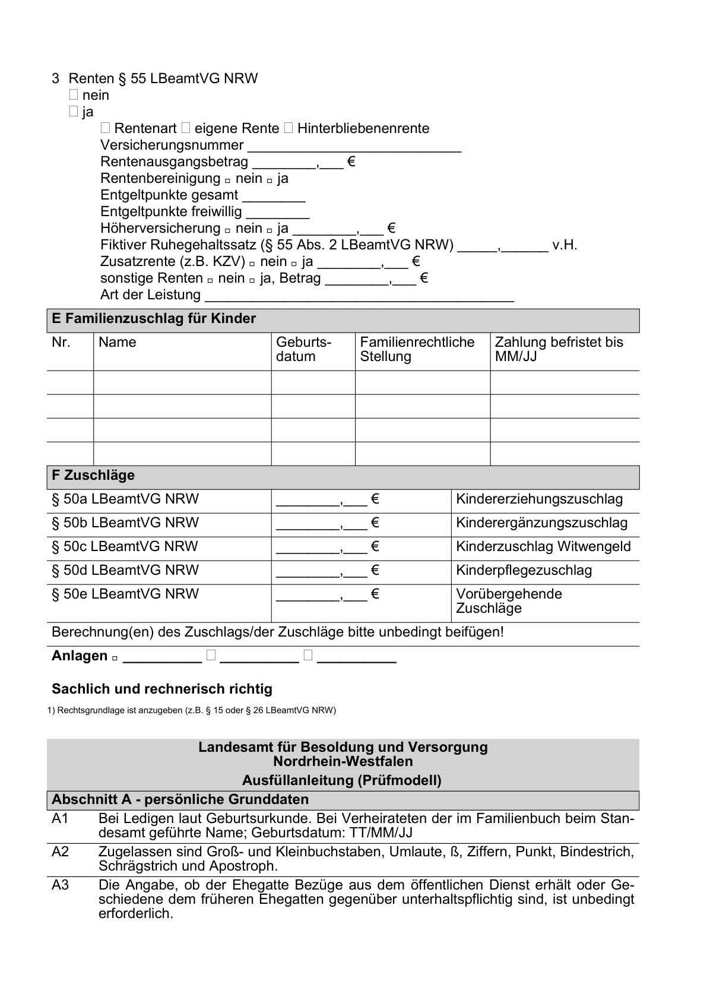 3 Renten § 55 LBeamtVG NRW
☐ nein
☐ ja
☐ Rentenart ☐ eigene Rente ☐ Hinterbliebenenrente
Versicherungsnummer ___________________________
Rentenausgangsbetrag ________,___ €
Rentenbereinigung □ nein □ ja
Entgeltpunkte gesamt ________
Entgeltpunkte freiwillig ________
Höherversicherung □ nein □ ja ________,___ €
Fiktiver Ruhegehaltssatz (§ 55 Abs. 2 LBeamtVG NRW) _____,______ v.H.
Zusatzrente (z.B. KZV) □ nein □ ja ________,___ €
sonstige Renten □ nein □ ja, Betrag ________,___ €
Art der Leistung _______________________________________
E Familienzuschlag für Kinder
Nr. Name Geburts- Familienrechtliche Zahlung befristet bis
datum Stellung MM/JJ
F Zuschläge
§ 50a LBeamtVG NRW ________,___ € Kindererziehungszuschlag
§ 50b LBeamtVG NRW ________,___ € Kinderergänzungszuschlag
§ 50c LBeamtVG NRW ________,___ € Kinderzuschlag Witwengeld
§ 50d LBeamtVG NRW ________,___ € Kinderpflegezuschlag
§ 50e LBeamtVG NRW ________,___ € Vorübergehende
Zuschläge
Berechnung(en) des Zuschlags/der Zuschläge bitte unbedingt beifügen!
Anlagen □ __________ ☐ __________ ☐ __________
Sachlich und rechnerisch richtig
1) Rechtsgrundlage ist anzugeben (z.B. § 15 oder § 26 LBeamtVG NRW)
Landesamt für Besoldung und Versorgung
Nordrhein-Westfalen
Ausfüllanleitung (Prüfmodell)
Abschnitt A - persönliche Grunddaten
A1 Bei Ledigen laut Geburtsurkunde. Bei Verheirateten der im Familienbuch beim Stan-
desamt geführte Name; Geburtsdatum: TT/MM/JJ
A2 Zugelassen sind Groß- und Kleinbuchstaben, Umlaute, ß, Ziffern, Punkt, Bindestrich,
Schrägstrich und Apostroph.
A3 Die Angabe, ob der Ehegatte Bezüge aus dem öffentlichen Dienst erhält oder Ge-
schiedene dem früheren Ehegatten gegenüber unterhaltspflichtig sind, ist unbedingt
erforderlich.